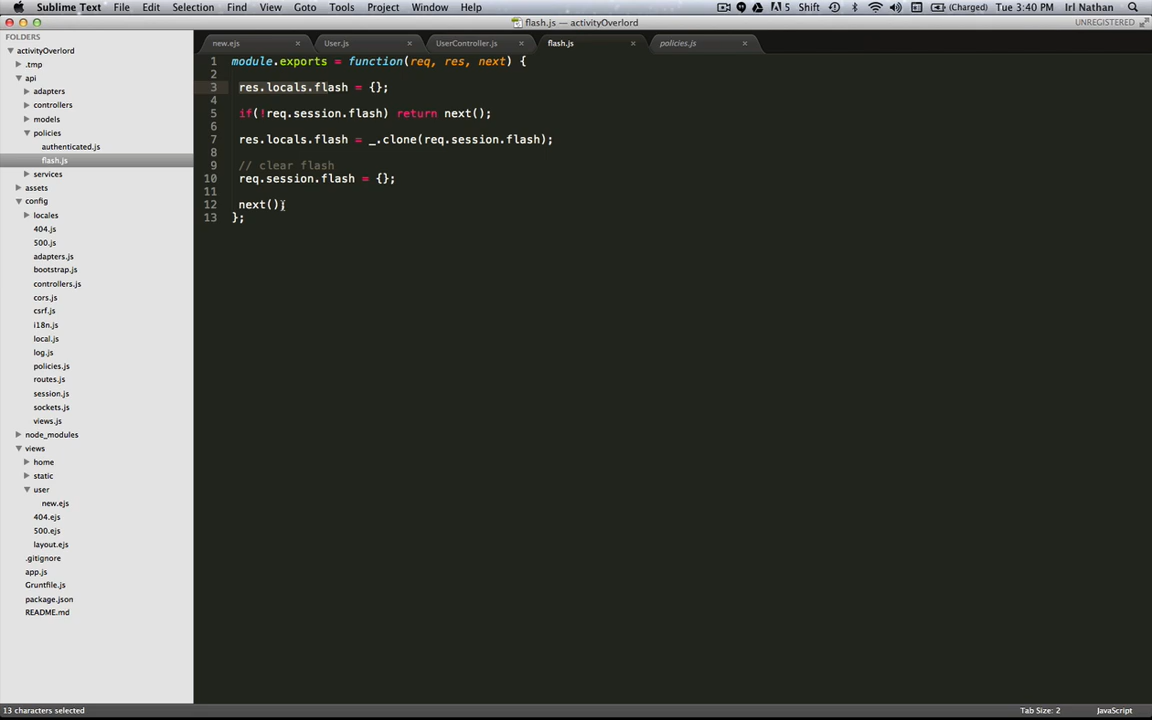 Sublime Text File Edit Selection Find View Goto Tools Project Window Help 5 Shift (Charged) Tue 3:40 PM Irl Nathan
flash.js — activityOverlord UNREGISTERED
FOLDERS
activityOverlord
.tmp
api
adapters
controllers
models
policies
authenticated.js
flash.js
services
assets
config
locales
404.js
500.js
adapters.js
bootstrap.js
controllers.js
cors.js
csrf.js
i18n.js
local.js
log.js
policies.js
routes.js
session.js
sockets.js
views.js
node_modules
views
home
static
user
new.ejs
404.ejs
500.ejs
layout.ejs
.gitignore
app.js
Gruntfile.js
package.json
README.md
new.ejs User.js UserController.js flash.js policies.js
1 module.exports = function(req, res, next) {
2
3 res.locals.flash = {};
4
5 if(!req.session.flash) return next();
6
7 res.locals.flash = _.clone(req.session.flash);
8
9 // clear flash
10 req.session.flash = {};
11
12 next();
13 };
13 characters selected Tab Size: 2 JavaScript